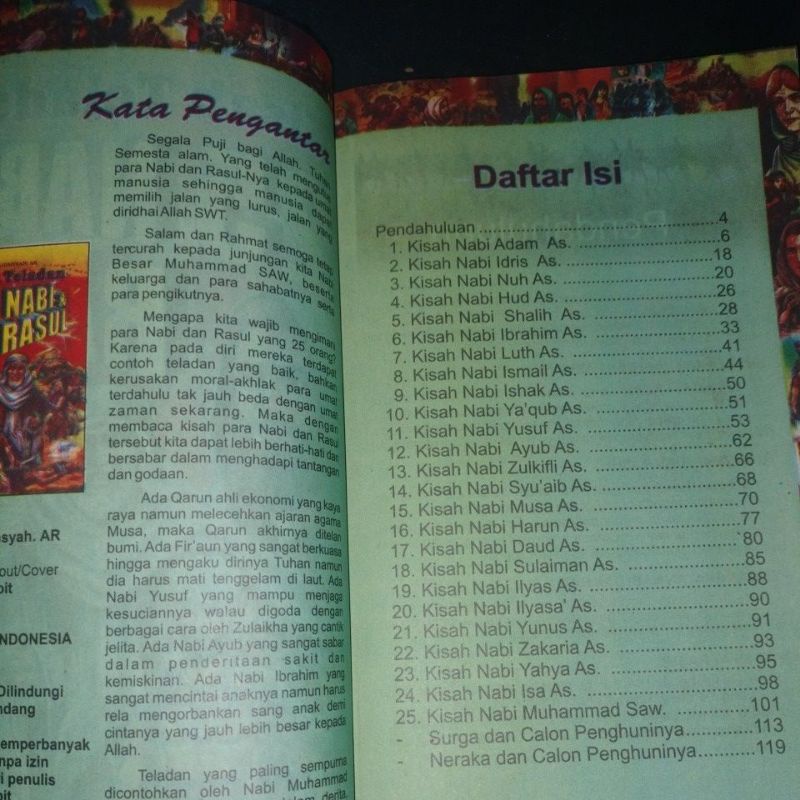 Teladan
NABI &
RASUL
syah. AR
out/Cover
bit
NDONESIA
Dilindungi
ndang
emperbanyak
npa izin
i penulis
bit
Kata Pengantar
Segala Puji bagi Allah. Tuhan
Semesta alam. Yang telah mengutus
para Nabi dan Rasul-Nya kepada umat
manusia sehingga manusia dapat
memilih jalan yang lurus, jalan yang
diridhai Allah SWT.
Salam dan Rahmat semoga tetap
tercurah kepada junjungan kita Nabi
Besar Muhammad SAW, beserta
keluarga dan para sahabatnya serta
para pengikutnya.
Mengapa kita wajib mengimani
para Nabi dan Rasul yang 25 orang?
Karena pada diri mereka terdapat
contoh teladan yang baik, bahkan
kerusakan moral-akhlak para umat
terdahulu tak jauh beda dengan umat
zaman sekarang. Maka dengan
membaca kisah para Nabi dan Rasul
tersebut kita dapat lebih berhati-hati dan
bersabar dalam menghadapi tantangan
dan godaan.
Ada Qarun ahli ekonomi yang kaya
raya namun melecehkan ajaran agama
Musa, maka Qarun akhirnya ditelan
bumi. Ada Fir'aun yang sangat berkuasa
hingga mengaku dirinya Tuhan namun
dia harus mati tenggelam di laut. Ada
Nabi Yusuf yang mampu menjaga
kesuciannya walau digoda dengan
berbagai cara oleh Zulaikha yang cantik
jelita. Ada Nabi Ayub yang sangat sabar
dalam penderitaan sakit dan
kemiskinan. Ada Nabi Ibrahim yang
sangat mencintai anaknya namun harus
rela mengorbankan sang anak demi
cintanya yang jauh lebih besar kepada
Allah.
Teladan yang paling sempurna
dicontohkan oleh Nabi Muhammad
Daftar Isi
Pendahuluan ..........4
1. Kisah Nabi Adam As. ..........6
2. Kisah Nabi Idris As. ..........18
3. Kisah Nabi Nuh As. ..........20
4. Kisah Nabi Hud As. ..........26
5. Kisah Nabi Shalih As. ..........28
6. Kisah Nabi Ibrahim As. ..........33
7. Kisah Nabi Luth As. ..........41
8. Kisah Nabi Ismail As. ..........44
9. Kisah Nabi Ishak As. ..........50
10. Kisah Nabi Ya'qub As. ..........51
11. Kisah Nabi Yusuf As. ..........53
12. Kisah Nabi Ayub As. ..........62
13. Kisah Nabi Zulkifli As. ..........66
14. Kisah Nabi Syu'aib As. ..........68
15. Kisah Nabi Musa As. ..........70
16. Kisah Nabi Harun As. ..........77
17. Kisah Nabi Daud As. ..........80
18. Kisah Nabi Sulaiman As. ..........85
19. Kisah Nabi Ilyas As. ..........88
20. Kisah Nabi Ilyasa' As. ..........90
21. Kisah Nabi Yunus As. ..........91
22. Kisah Nabi Zakaria As. ..........93
23. Kisah Nabi Yahya As. ..........95
24. Kisah Nabi Isa As. ..........98
25. Kisah Nabi Muhammad Saw. ..........101
- Surga dan Calon Penghuninya..........113
- Neraka dan Calon Penghuninya..........119